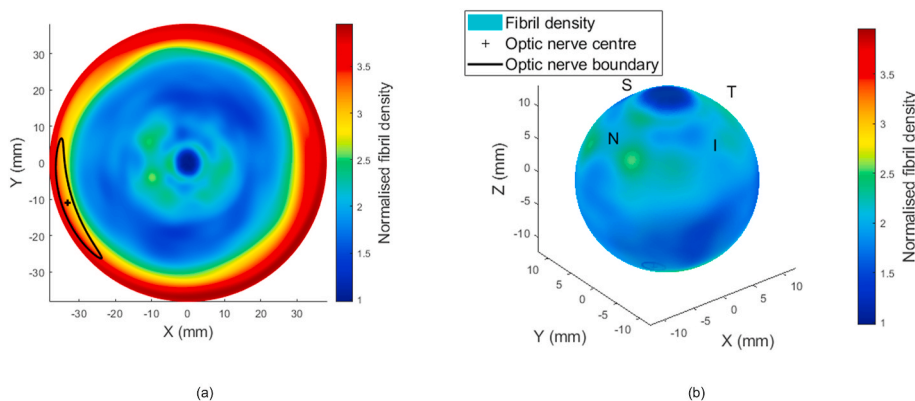 30
20
10
0
-10
-20
-30
Y (mm)
-30
-20
-10
0
10
20
30
X (mm)
3.5
3
2.5
2
1.5
1
Normalised fibril density
(a)
Fibril density
Optic nerve centre
Optic nerve boundary
S
T
N
I
10
5
0
-5
-10
Z (mm)
10
5
0
-5
-10
Y (mm)
-10
-5
0
5
10
X (mm)
3.5
3
2.5
2
1.5
1
Normalised fibril density
(b)